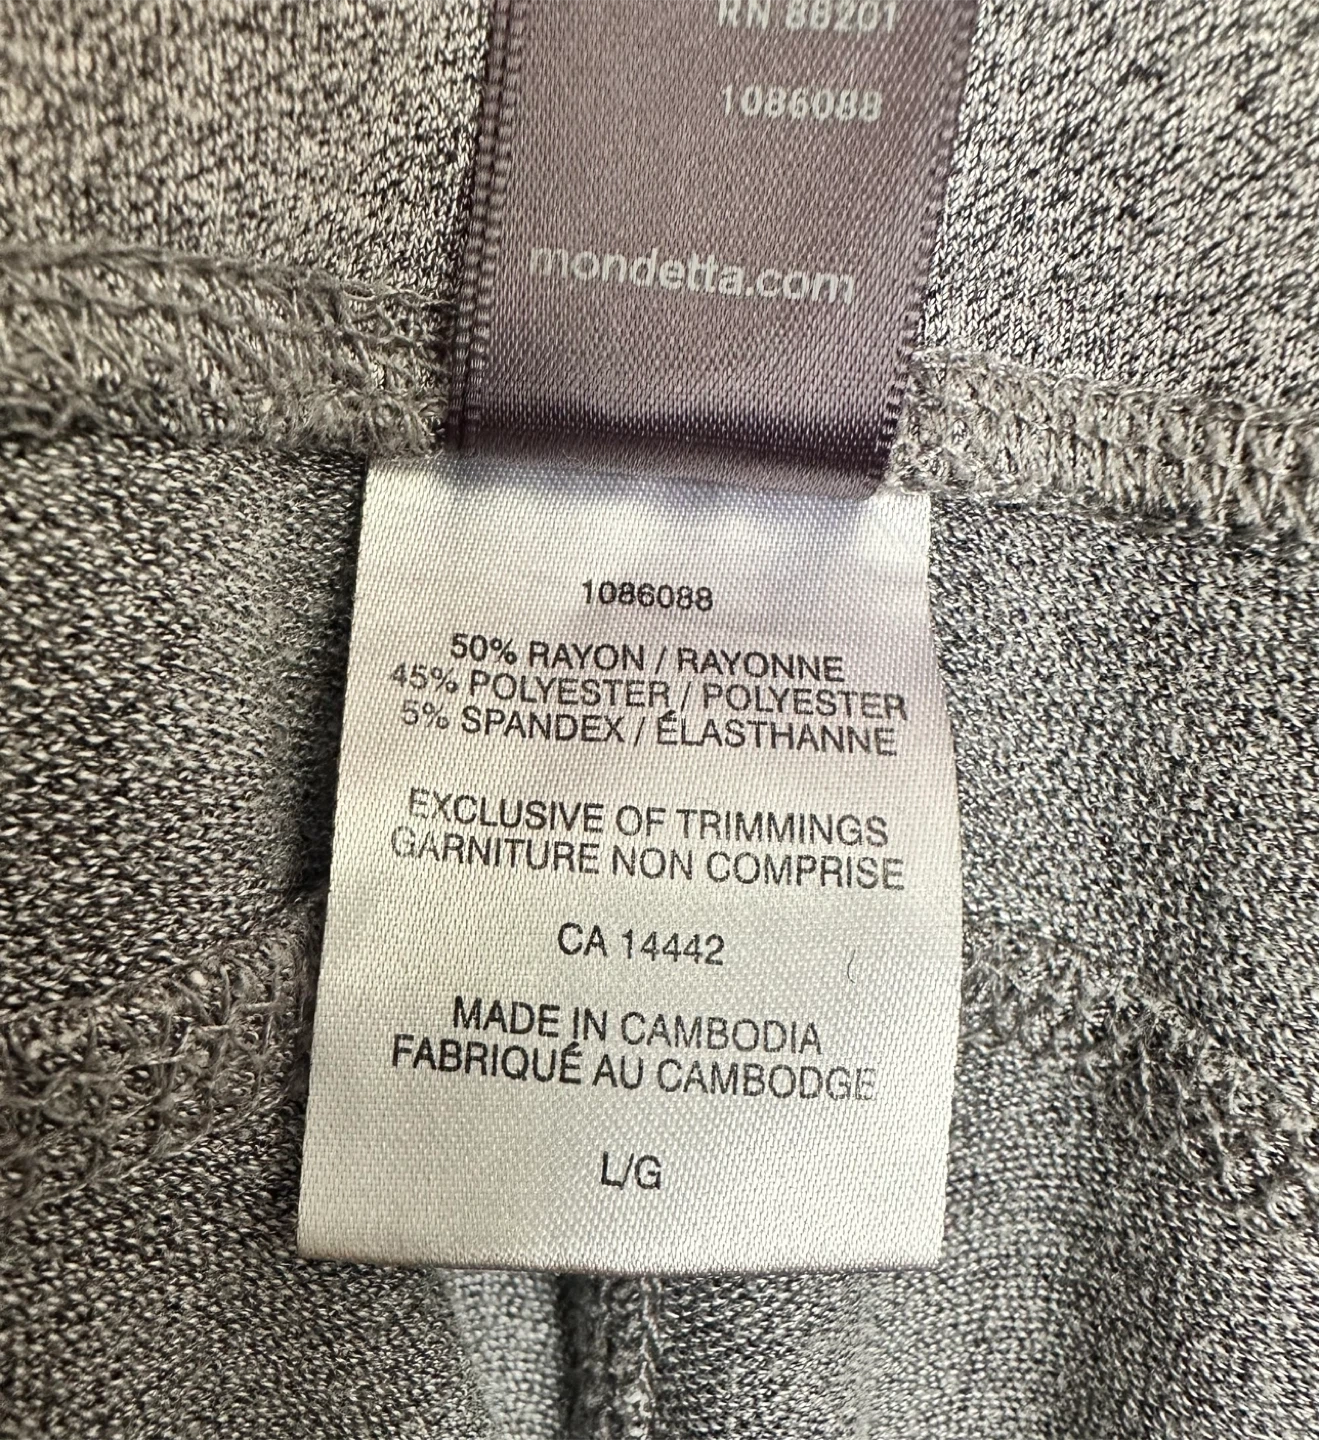 RN 88201
1086088
mondetta.com
1086088
50% RAYON / RAYONNE
45% POLYESTER / POLYESTER
5% SPANDEX / ÉLASTHANNE
EXCLUSIVE OF TRIMMINGS
GARNITURE NON COMPRISE
CA 14442
MADE IN CAMBODIA
FABRIQUÉ AU CAMBODGE
L/G